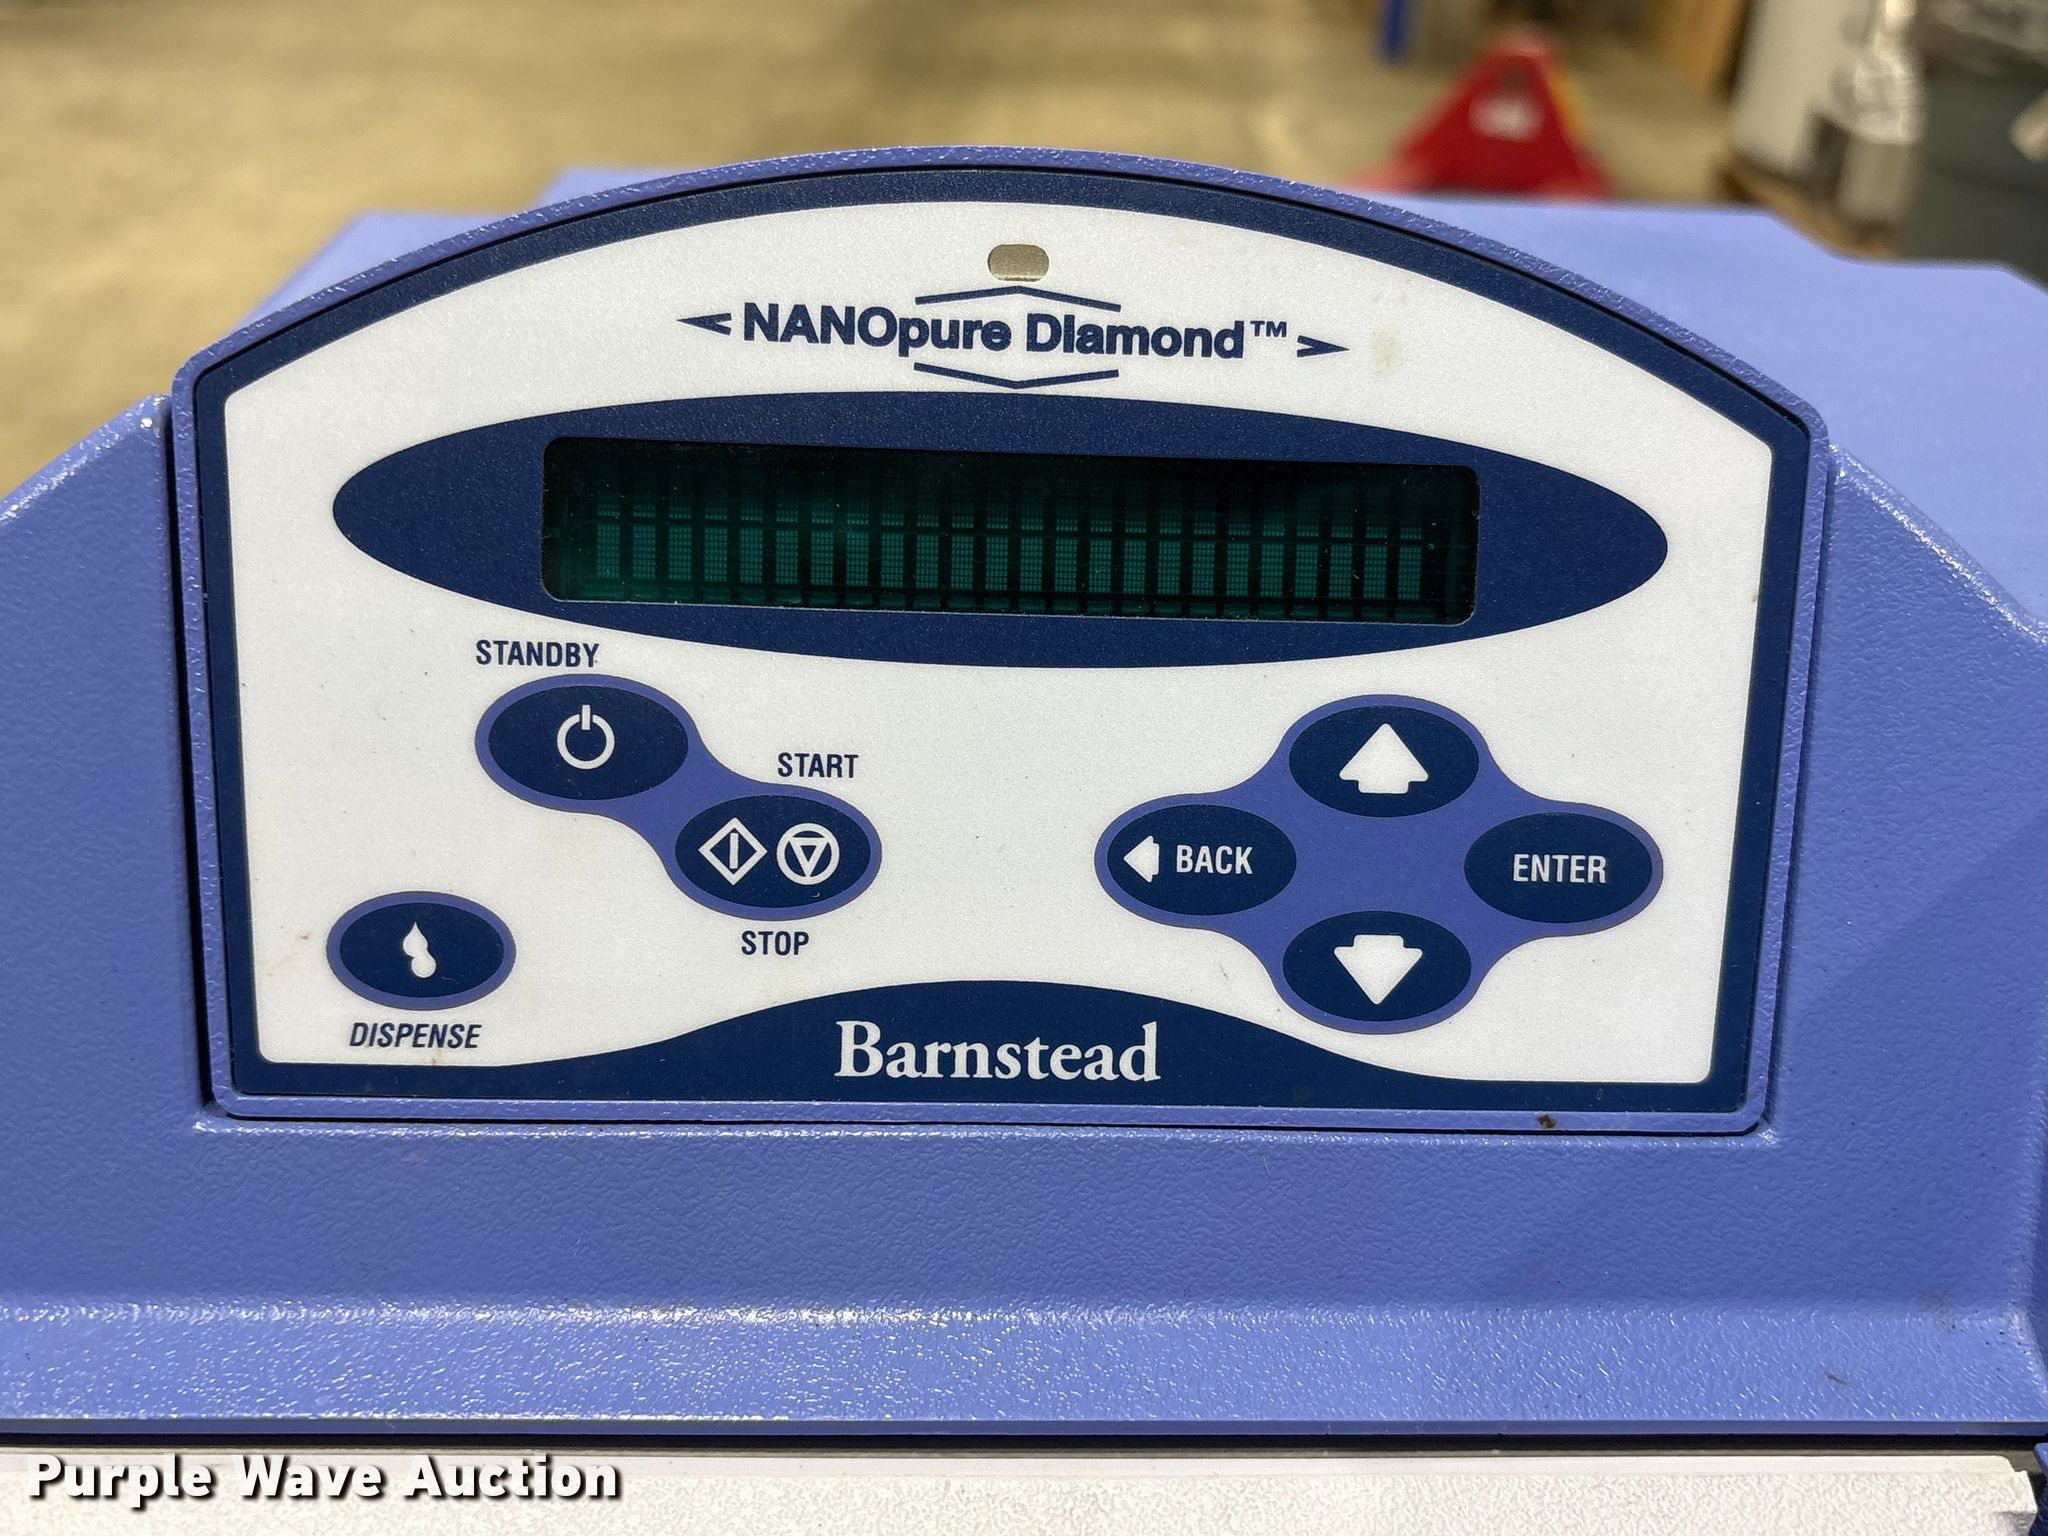 NANOpure DIamond™
STANDBY
START
STOP
DISPENSE
BACK
ENTER
Barnstead
Purple Wave Auction